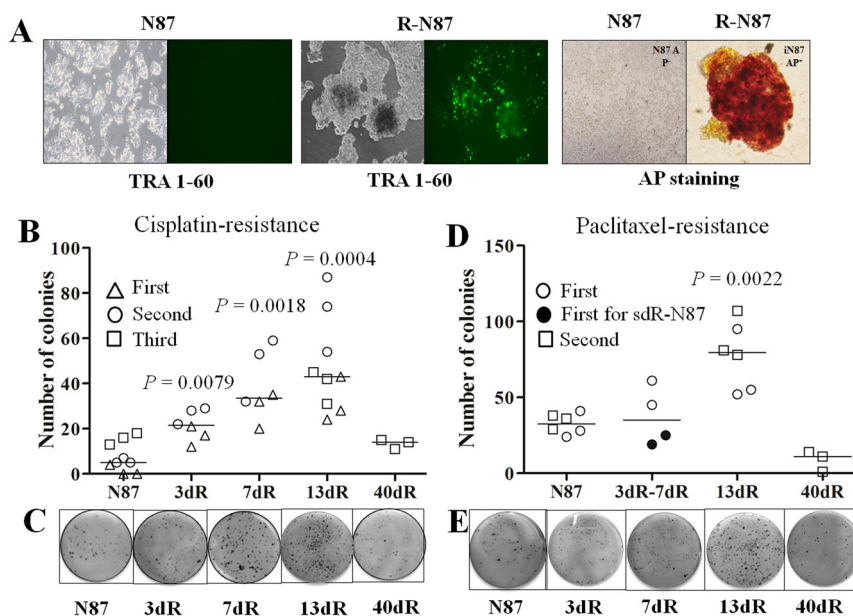 A
N87
R-N87
N87
R-N87
N87 A
P-
iN87
AP+
TRA 1-60
TRA 1-60
AP staining
B
Cisplatin-resistance
Number of colonies
100
80
60
40
20
0
First
Second
Third
P = 0.0079
P = 0.0018
P = 0.0004
N87
3dR
7dR
13dR
40dR
D
Paclitaxel-resistance
Number of colonies
150
100
50
0
First
First for sdR-N87
Second
P = 0.0022
N87
3dR-7dR
13dR
40dR
C
N87
3dR
7dR
13dR
40dR
E
N87
3dR
7dR
13dR
40dR